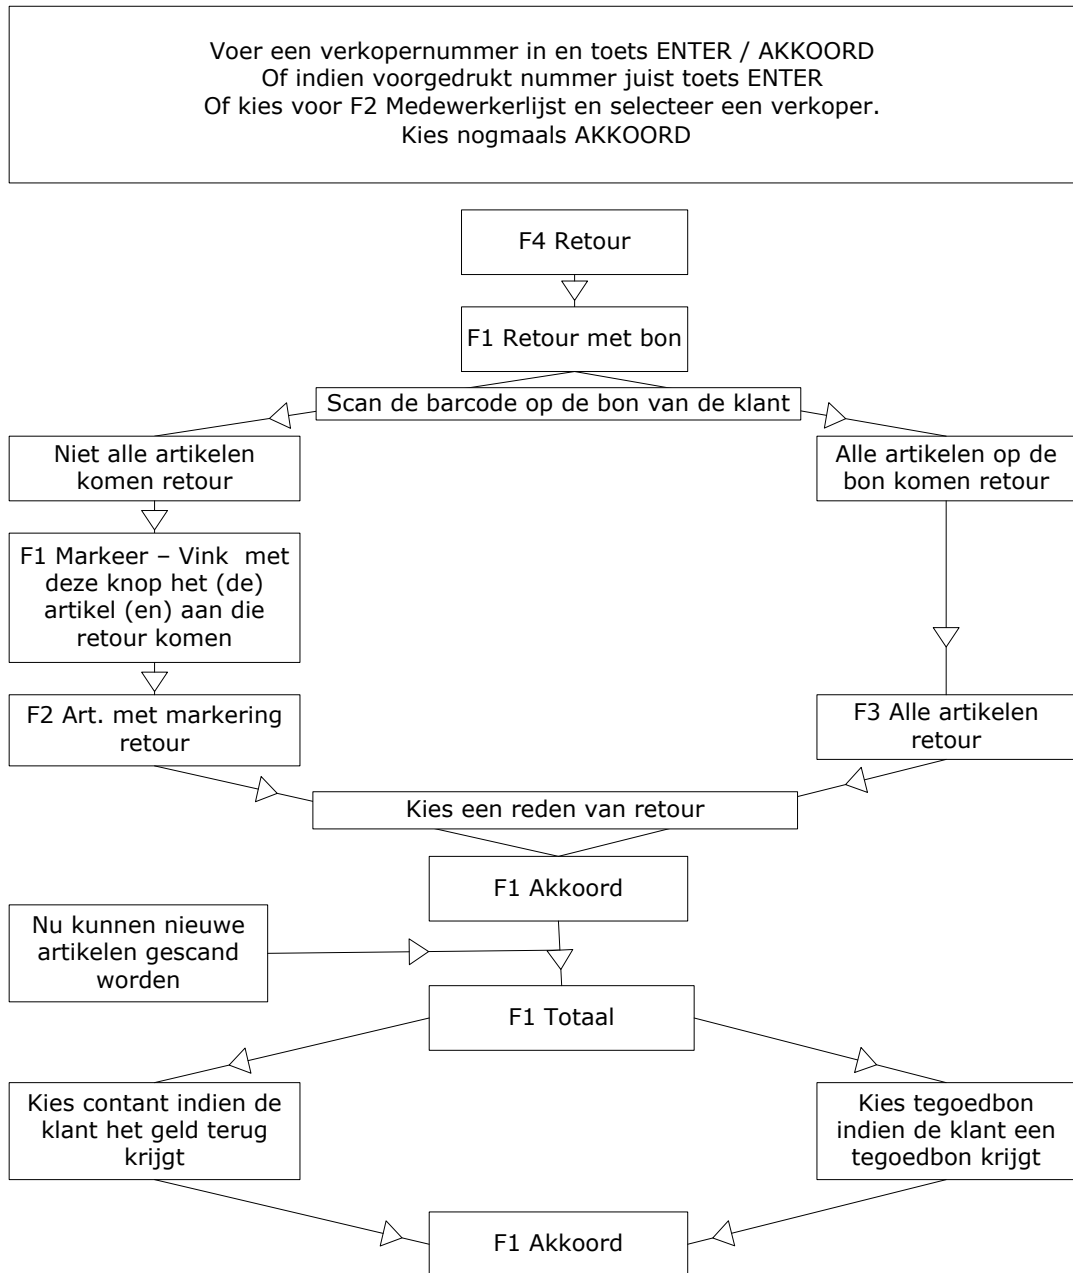 Voer een verkopernummer in en toets ENTER / AKKOORD
Of indien voorgedrukt nummer juist toets ENTER
Of kies voor F2 Medewerkerlijst en selecteer een verkoper.
Kies nogmaals AKKOORD
F4 Retour
F1 Retour met bon
Scan de barcode op de bon van de klant
Niet alle artikelen
komen retour
Alle artikelen op de
bon komen retour
F1 Markeer – Vink  met
deze knop het (de)
artikel (en) aan die
retour komen
F2 Art. met markering
retour
F3 Alle artikelen
retour
Kies een reden van retour
F1 Akkoord
Nu kunnen nieuwe
artikelen gescand
worden
F1 Totaal
Kies contant indien de
klant het geld terug
krijgt
Kies tegoedbon
indien de klant een
tegoedbon krijgt
F1 Akkoord